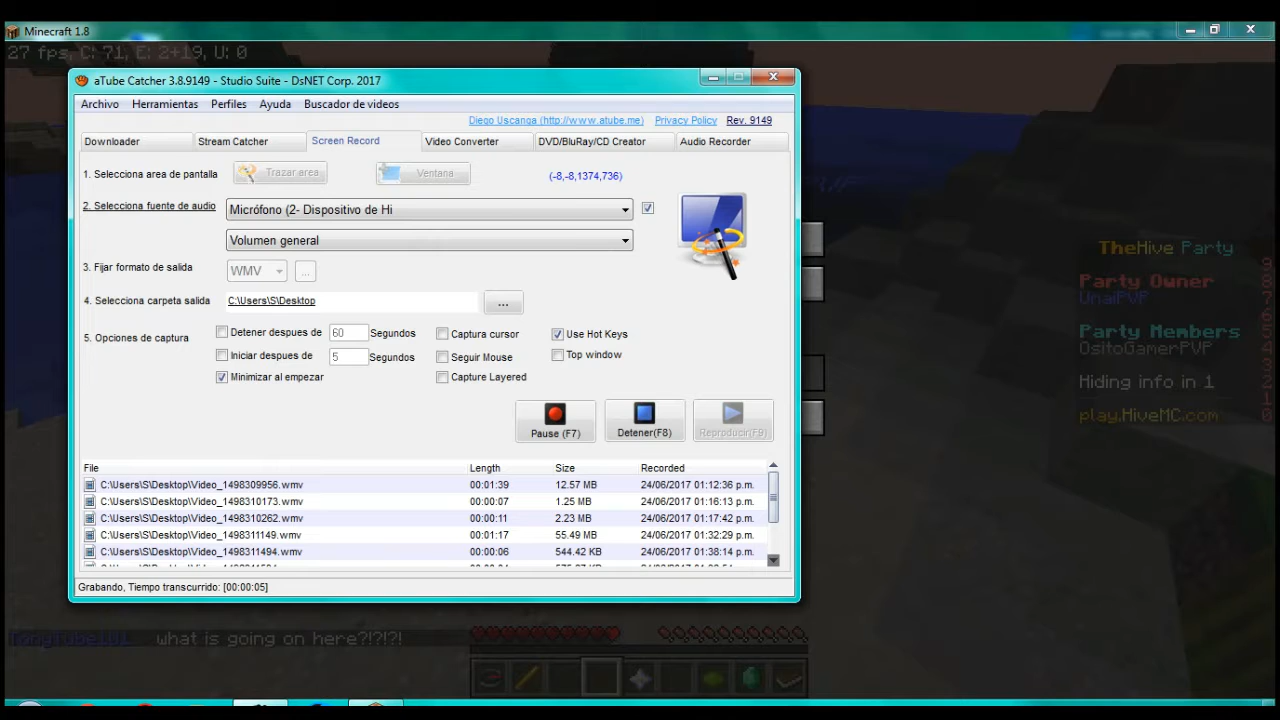 Minecraft 1.8
27 fps, C: 71, E: 2+19, U: 0
aTube Catcher 3.8.9149 - Studio Suite - DsNET Corp. 2017
Archivo Herramientas Perfiles Ayuda Buscador de videos
Diego Uscanga (http://www.atube.me) Privacy Policy Rev. 9149
Downloader Stream Catcher Screen Record Video Converter DVD/BluRay/CD Creator Audio Recorder
1. Selecciona area de pantalla Trazar area Ventana (-8,-8,1374,736)
2. Selecciona fuente de audio Micrófono (2- Dispositivo de Hi
Volumen general
3. Fijar formato de salida WMV ...
4. Selecciona carpeta salida C:\Users\S\Desktop ...
5. Opciones de captura
Detener despues de 60 Segundos Captura cursor Use Hot Keys
Iniciar despues de 5 Segundos Seguir Mouse Top window
Minimizar al empezar Capture Layered
Pause (F7) Detener(F8) Reproducir(F9)
File Length Size Recorded
C:\Users\S\Desktop\Video_1498309956.wmv 00:01:39 12.57 MB 24/06/2017 01:12:36 p.m.
C:\Users\S\Desktop\Video_1498310173.wmv 00:00:07 1.25 MB 24/06/2017 01:16:13 p.m.
C:\Users\S\Desktop\Video_1498310262.wmv 00:00:11 2.23 MB 24/06/2017 01:17:42 p.m.
C:\Users\S\Desktop\Video_1498311149.wmv 00:01:17 55.49 MB 24/06/2017 01:32:29 p.m.
C:\Users\S\Desktop\Video_1498311494.wmv 00:00:06 544.42 KB 24/06/2017 01:38:14 p.m.
Grabando, Tiempo transcurrido: [00:00:05]
TheHive Party
9
Party Owner 8
UnaiPVP 7
6
Party Members 5
OsitoGamerPVP 4
3
Hiding info in 1 2
1
play.HiveMC.com 0
what is going on here?!?!?!